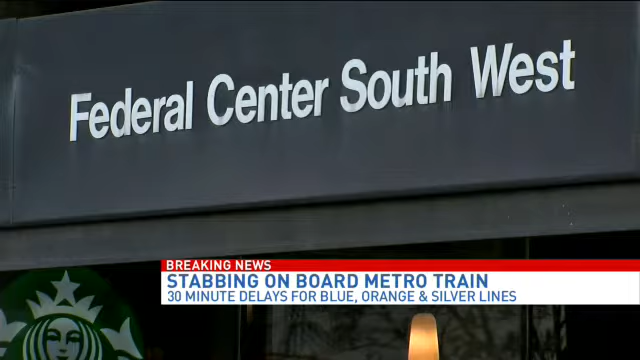 Federal Center South West
BREAKING NEWS
STABBING ON BOARD METRO TRAIN
30 MINUTE DELAYS FOR BLUE, ORANGE & SILVER LINES